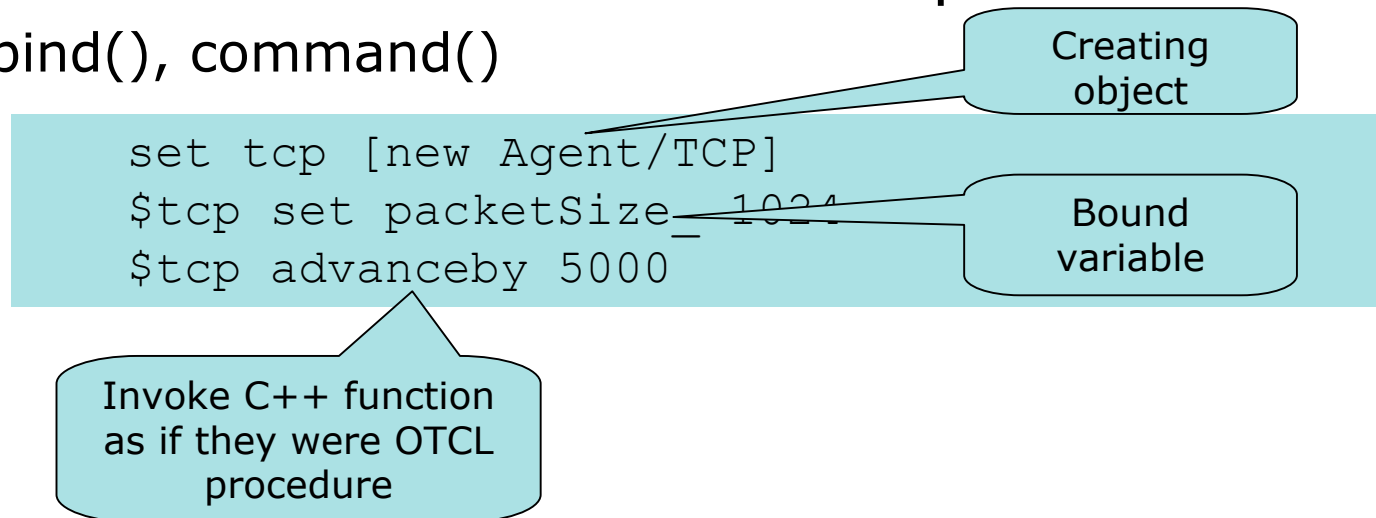 bind(), command()
Creating
object
set tcp [new Agent/TCP]
$tcp set packetSize_ 1024
$tcp advanceby 5000
Bound
variable
Invoke C++ function
as if they were OTCL
procedure